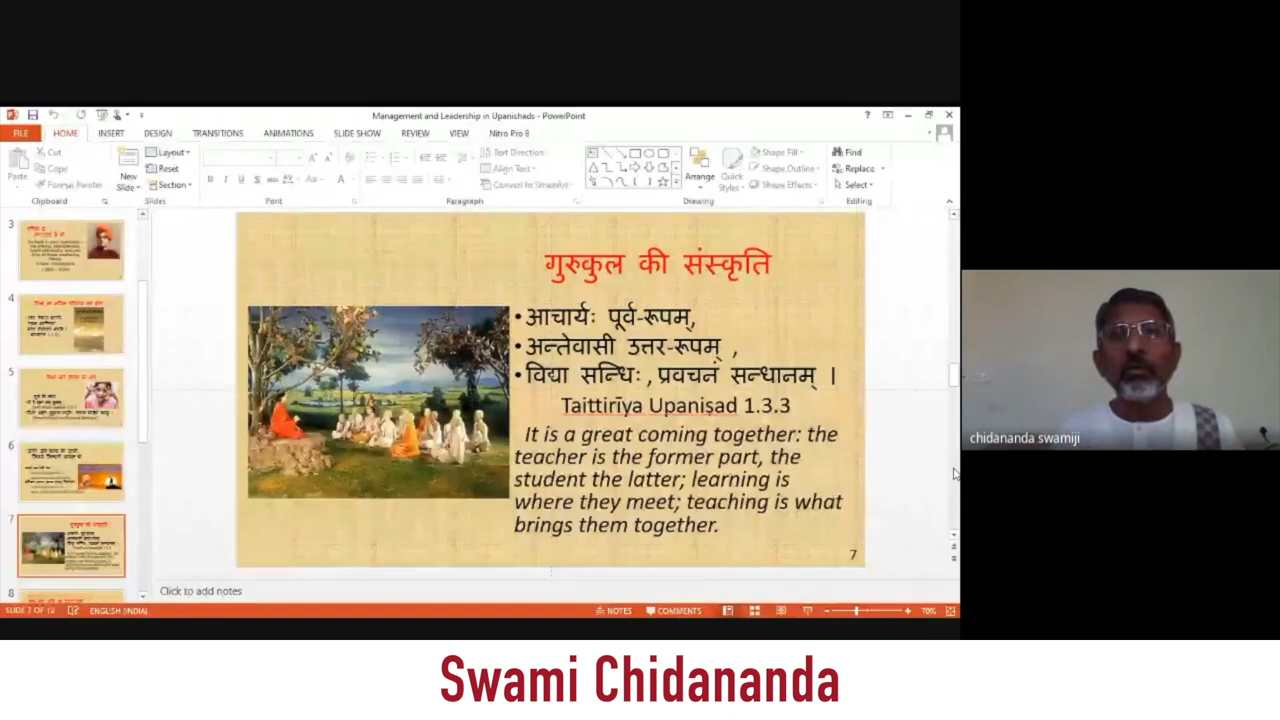 Management and Leadership in Upanishads - PowerPoint
FILE HOME INSERT DESIGN TRANSITIONS ANIMATIONS SLIDE SHOW REVIEW VIEW Nitro Pro 8
Paste
Cut
Copy
Format Painter
Clipboard
New Slide
Layout
Reset
Section
Slides
Font
Text Direction
Align Text
Convert to SmartArt
Paragraph
Arrange
Quick Styles
Shape Fill
Shape Outline
Shape Effects
Drawing
Find
Replace
Select
Editing
3
4
5
6
7
8
गुरुकुल की संस्कृति
• आचार्यः पूर्व-रूपम्,
• अन्तेवासी उत्तर-रूपम् ,
• विद्या सन्धिः , प्रवचनं सन्धानम् ।
Taittirīya Upaniṣad 1.3.3
It is a great coming together: the
teacher is the former part, the
student the latter; learning is
where they meet; teaching is what
brings them together.
7
Click to add notes
ENGLISH (INDIA) NOTES COMMENTS 70%
chidananda swamiji
Swami Chidananda